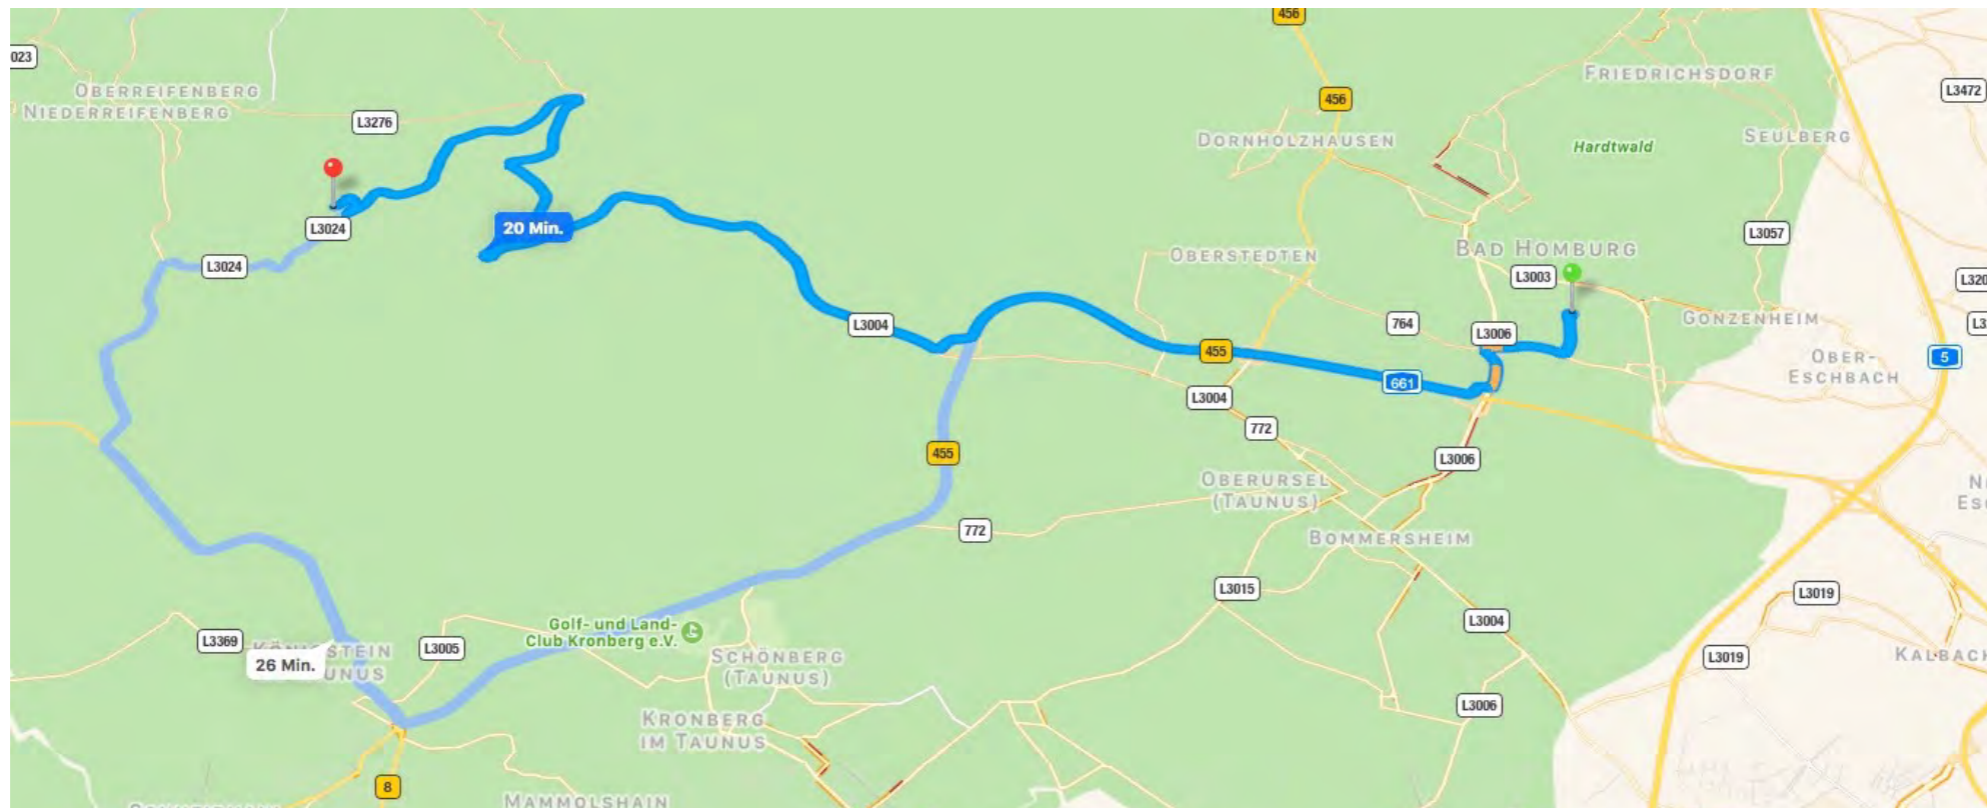 456
023
FRIEDRICHSDORF
L3472
OBERREIFENBERG
NIEDERREIFENBERG
456
L3276
DORNHOLZHAUSEN
Hardtwald
SEULBERG
L3024
20 Min.
L3057
L3024
OBERSTEDTEN
BAD HOMBURG
L3003
L320
L3004
764
L3006
GONZENHEIM
L3
455
OBER-
ESCHBACH
5
661
L3004
772
455
L3006
OBERURSEL
(TAUNUS)
772
BOMMERSHEIM
L3015
L3019
L3004
Golf- und Land-
Club Kronberg e.V.
L3369
L3005
26 Min.
SCHÖNBERG
(TAUNUS)
L3019
KALBACH
L3006
KRONBERG
IM TAUNUS
8
MAMMOLSHAIN